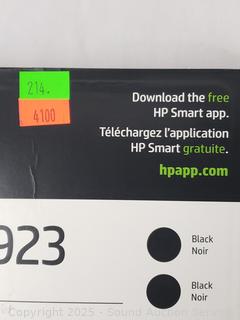 214.
4100
Download the free
HP Smart app.
Téléchargez l'application
HP Smart gratuite.
hpapp.com
923
Black
Noir
Black
Noir
Copyright 2025 - Sound Auction Service